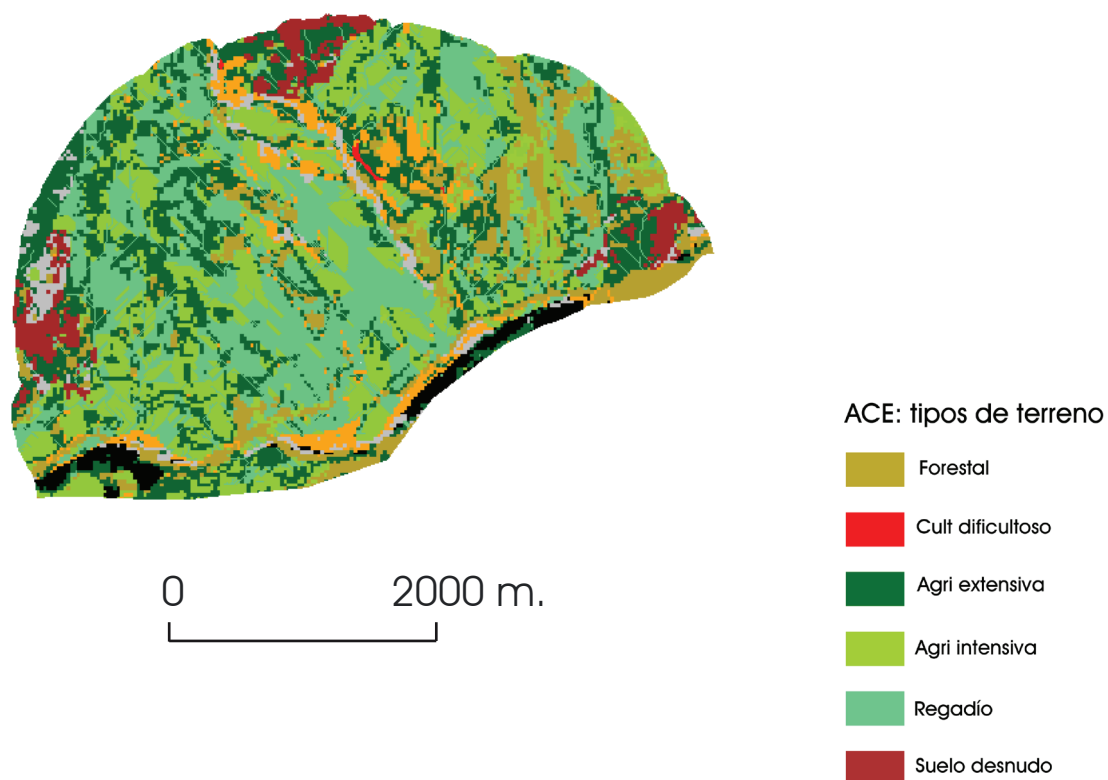 ACE: tipos de terreno
Forestal
Cult dificultoso
Agri extensiva
0 2000 m.
Agri intensiva
Regadío
Suelo desnudo